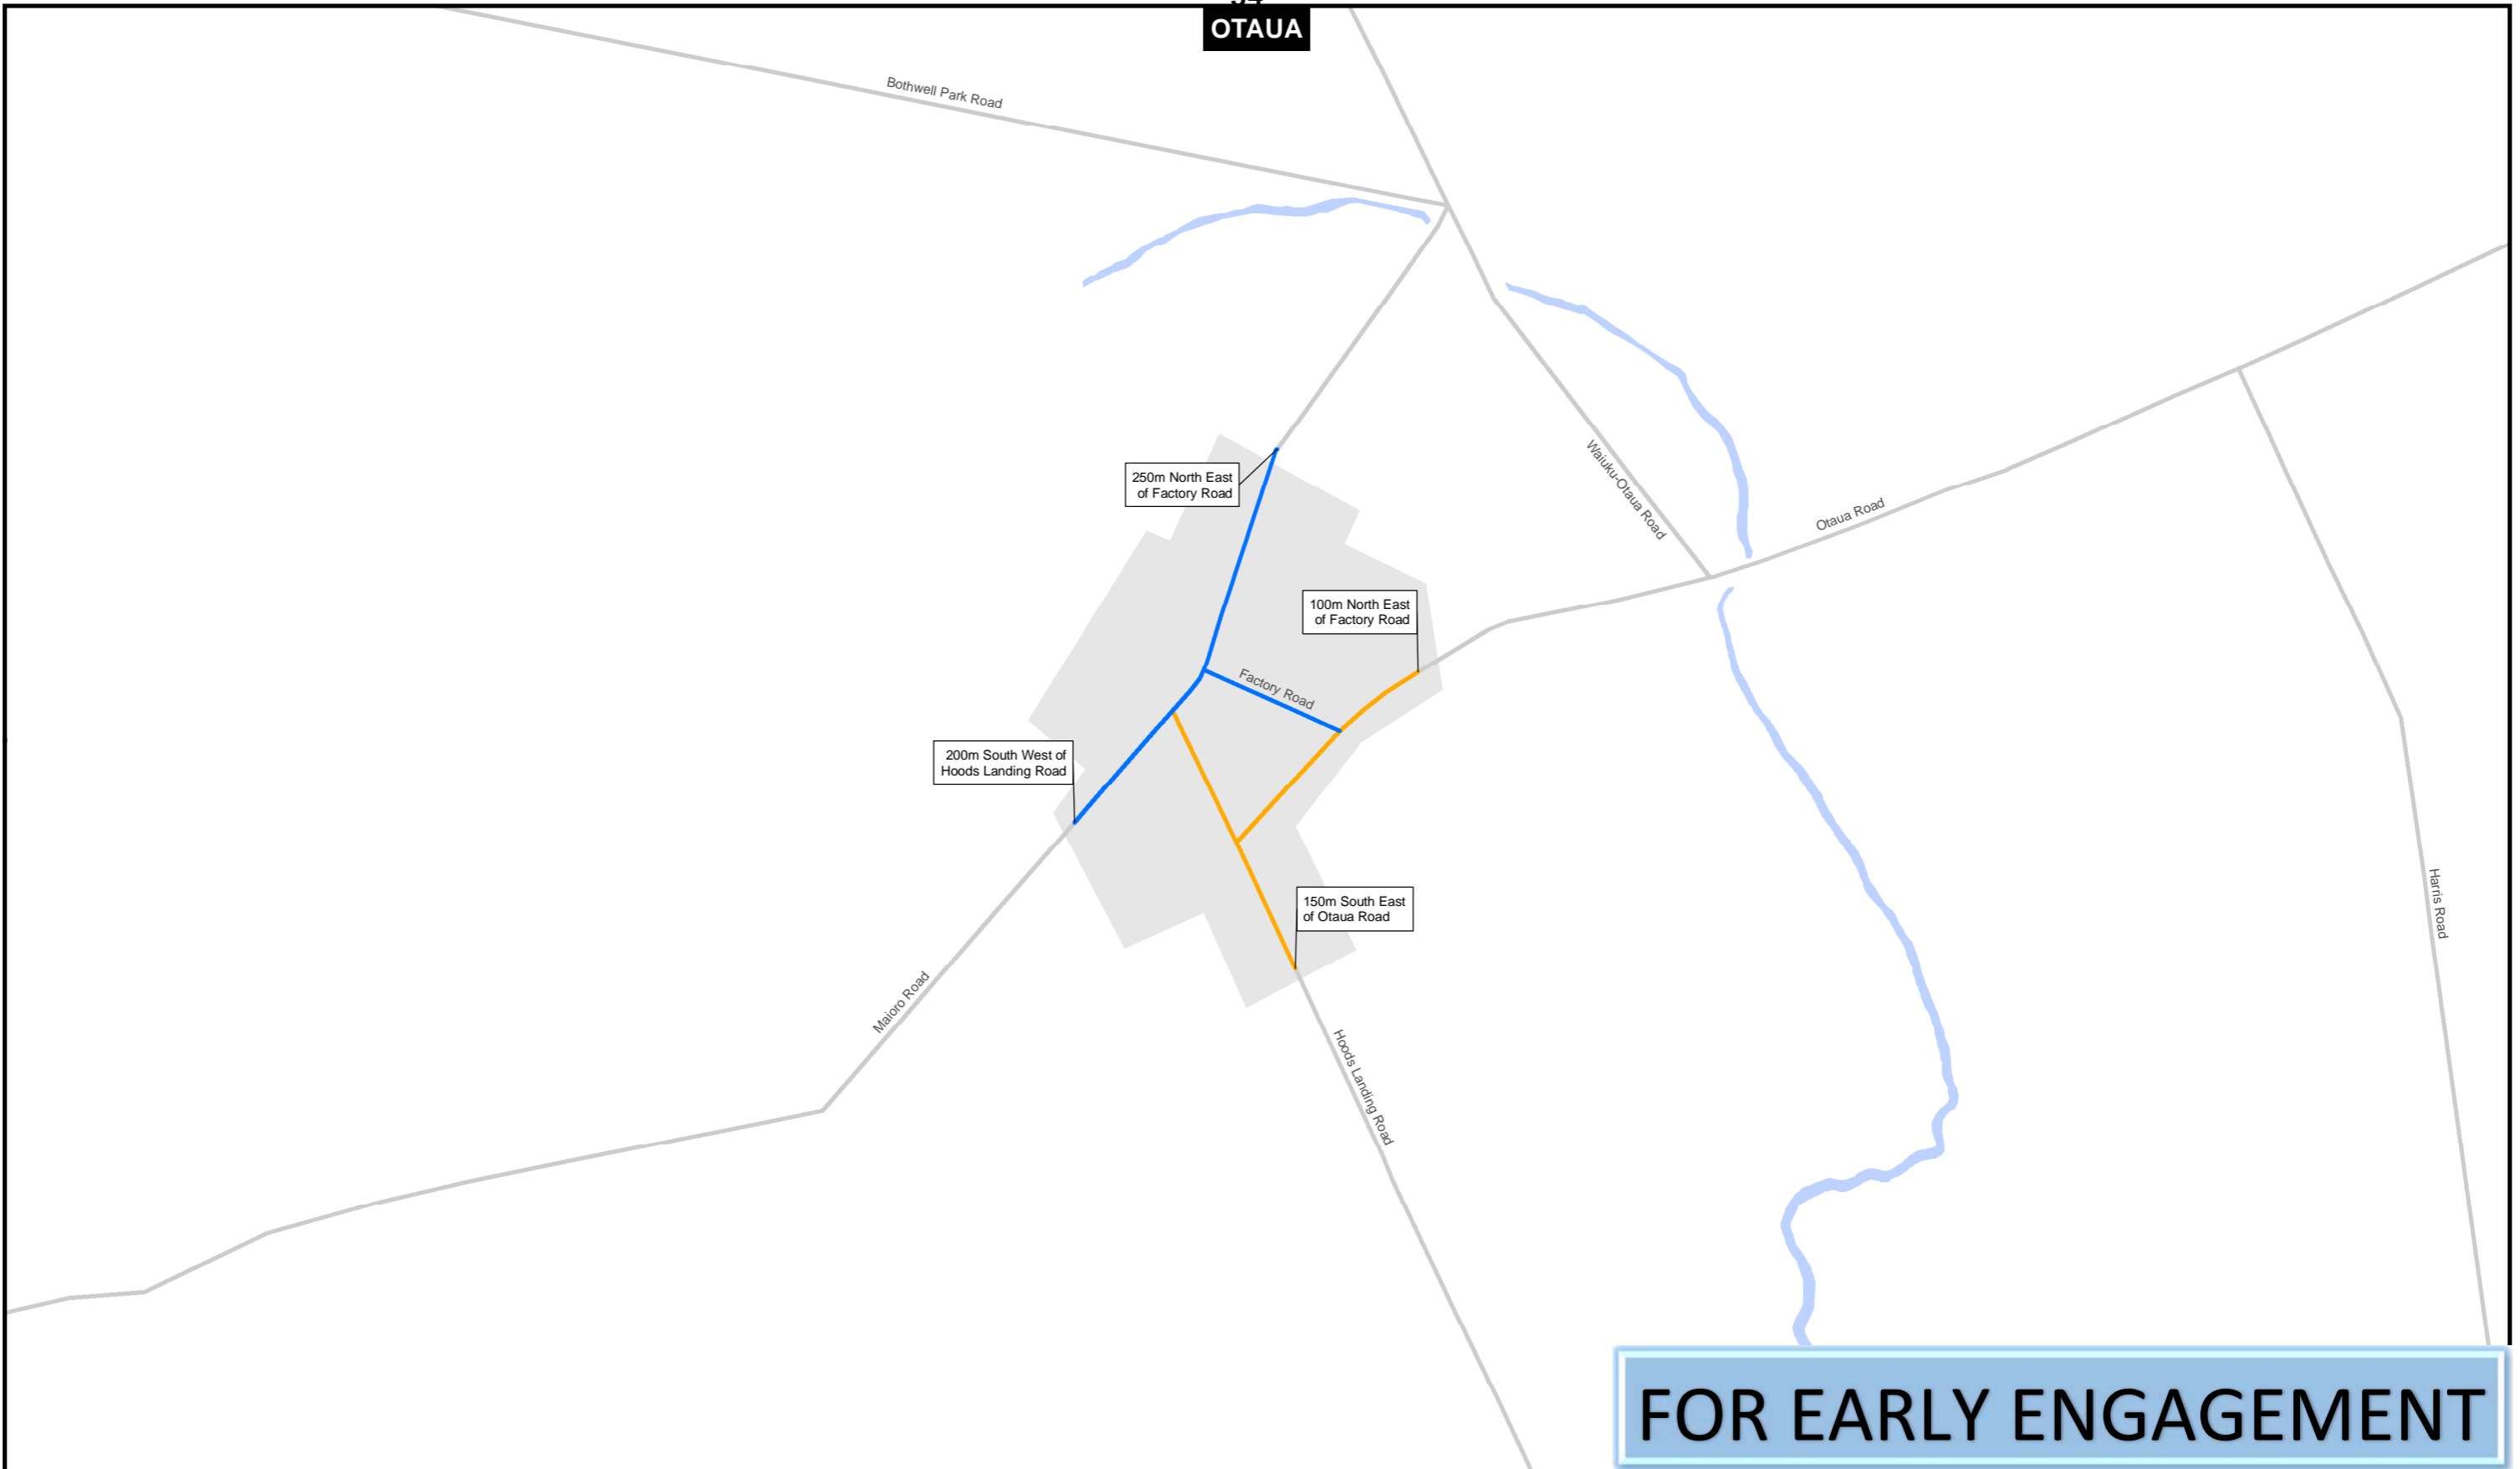 OTAUA
Bothwell Park Road
250m North East
of Factory Road
Waiuku-Otaua Road
Otaua Road
100m North East
of Factory Road
Factory Road
200m South West of
Hoods Landing Road
150m South East
of Otaua Road
Harris Road
Maioro Road
Hoods Landing Road
FOR EARLY ENGAGEMENT